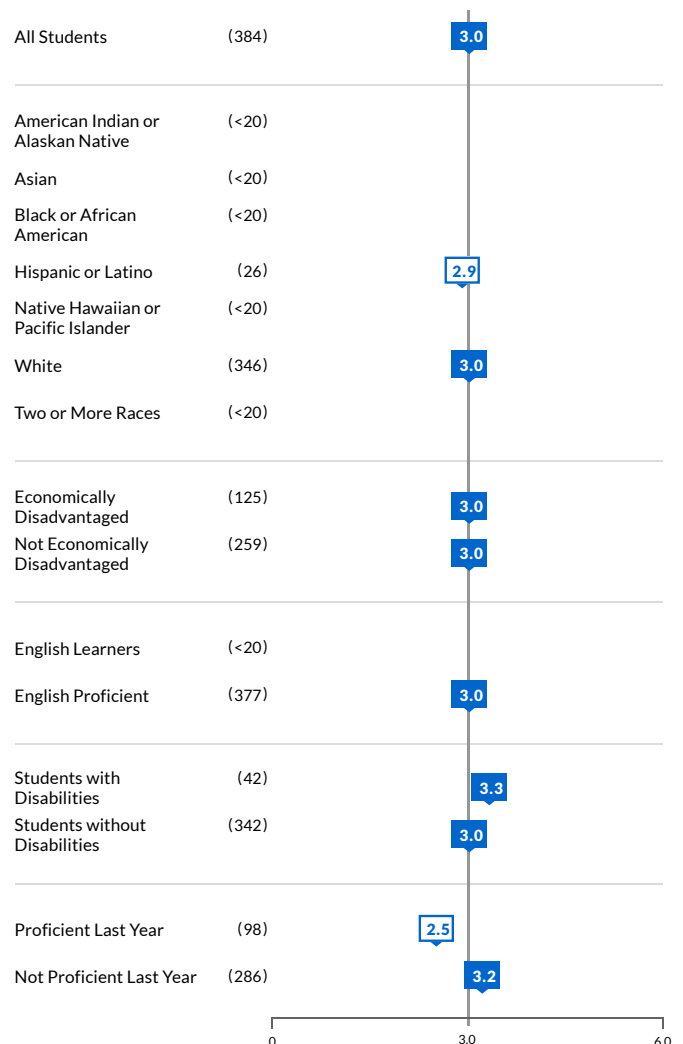 All Students (384) 3.0
American Indian or (<20)
Alaskan Native
Asian (<20)
Black or African (<20)
American
Hispanic or Latino (26) 2.9
Native Hawaiian or (<20)
Pacific Islander
White (346) 3.0
Two or More Races (<20)
Economically (125) 3.0
Disadvantaged
Not Economically (259) 3.0
Disadvantaged
English Learners (<20)
English Proficient (377) 3.0
Students with (42) 3.3
Disabilities
Students without (342) 3.0
Disabilities
Proficient Last Year (98) 2.5
Not Proficient Last Year (286) 3.2
0 3.0 6.0